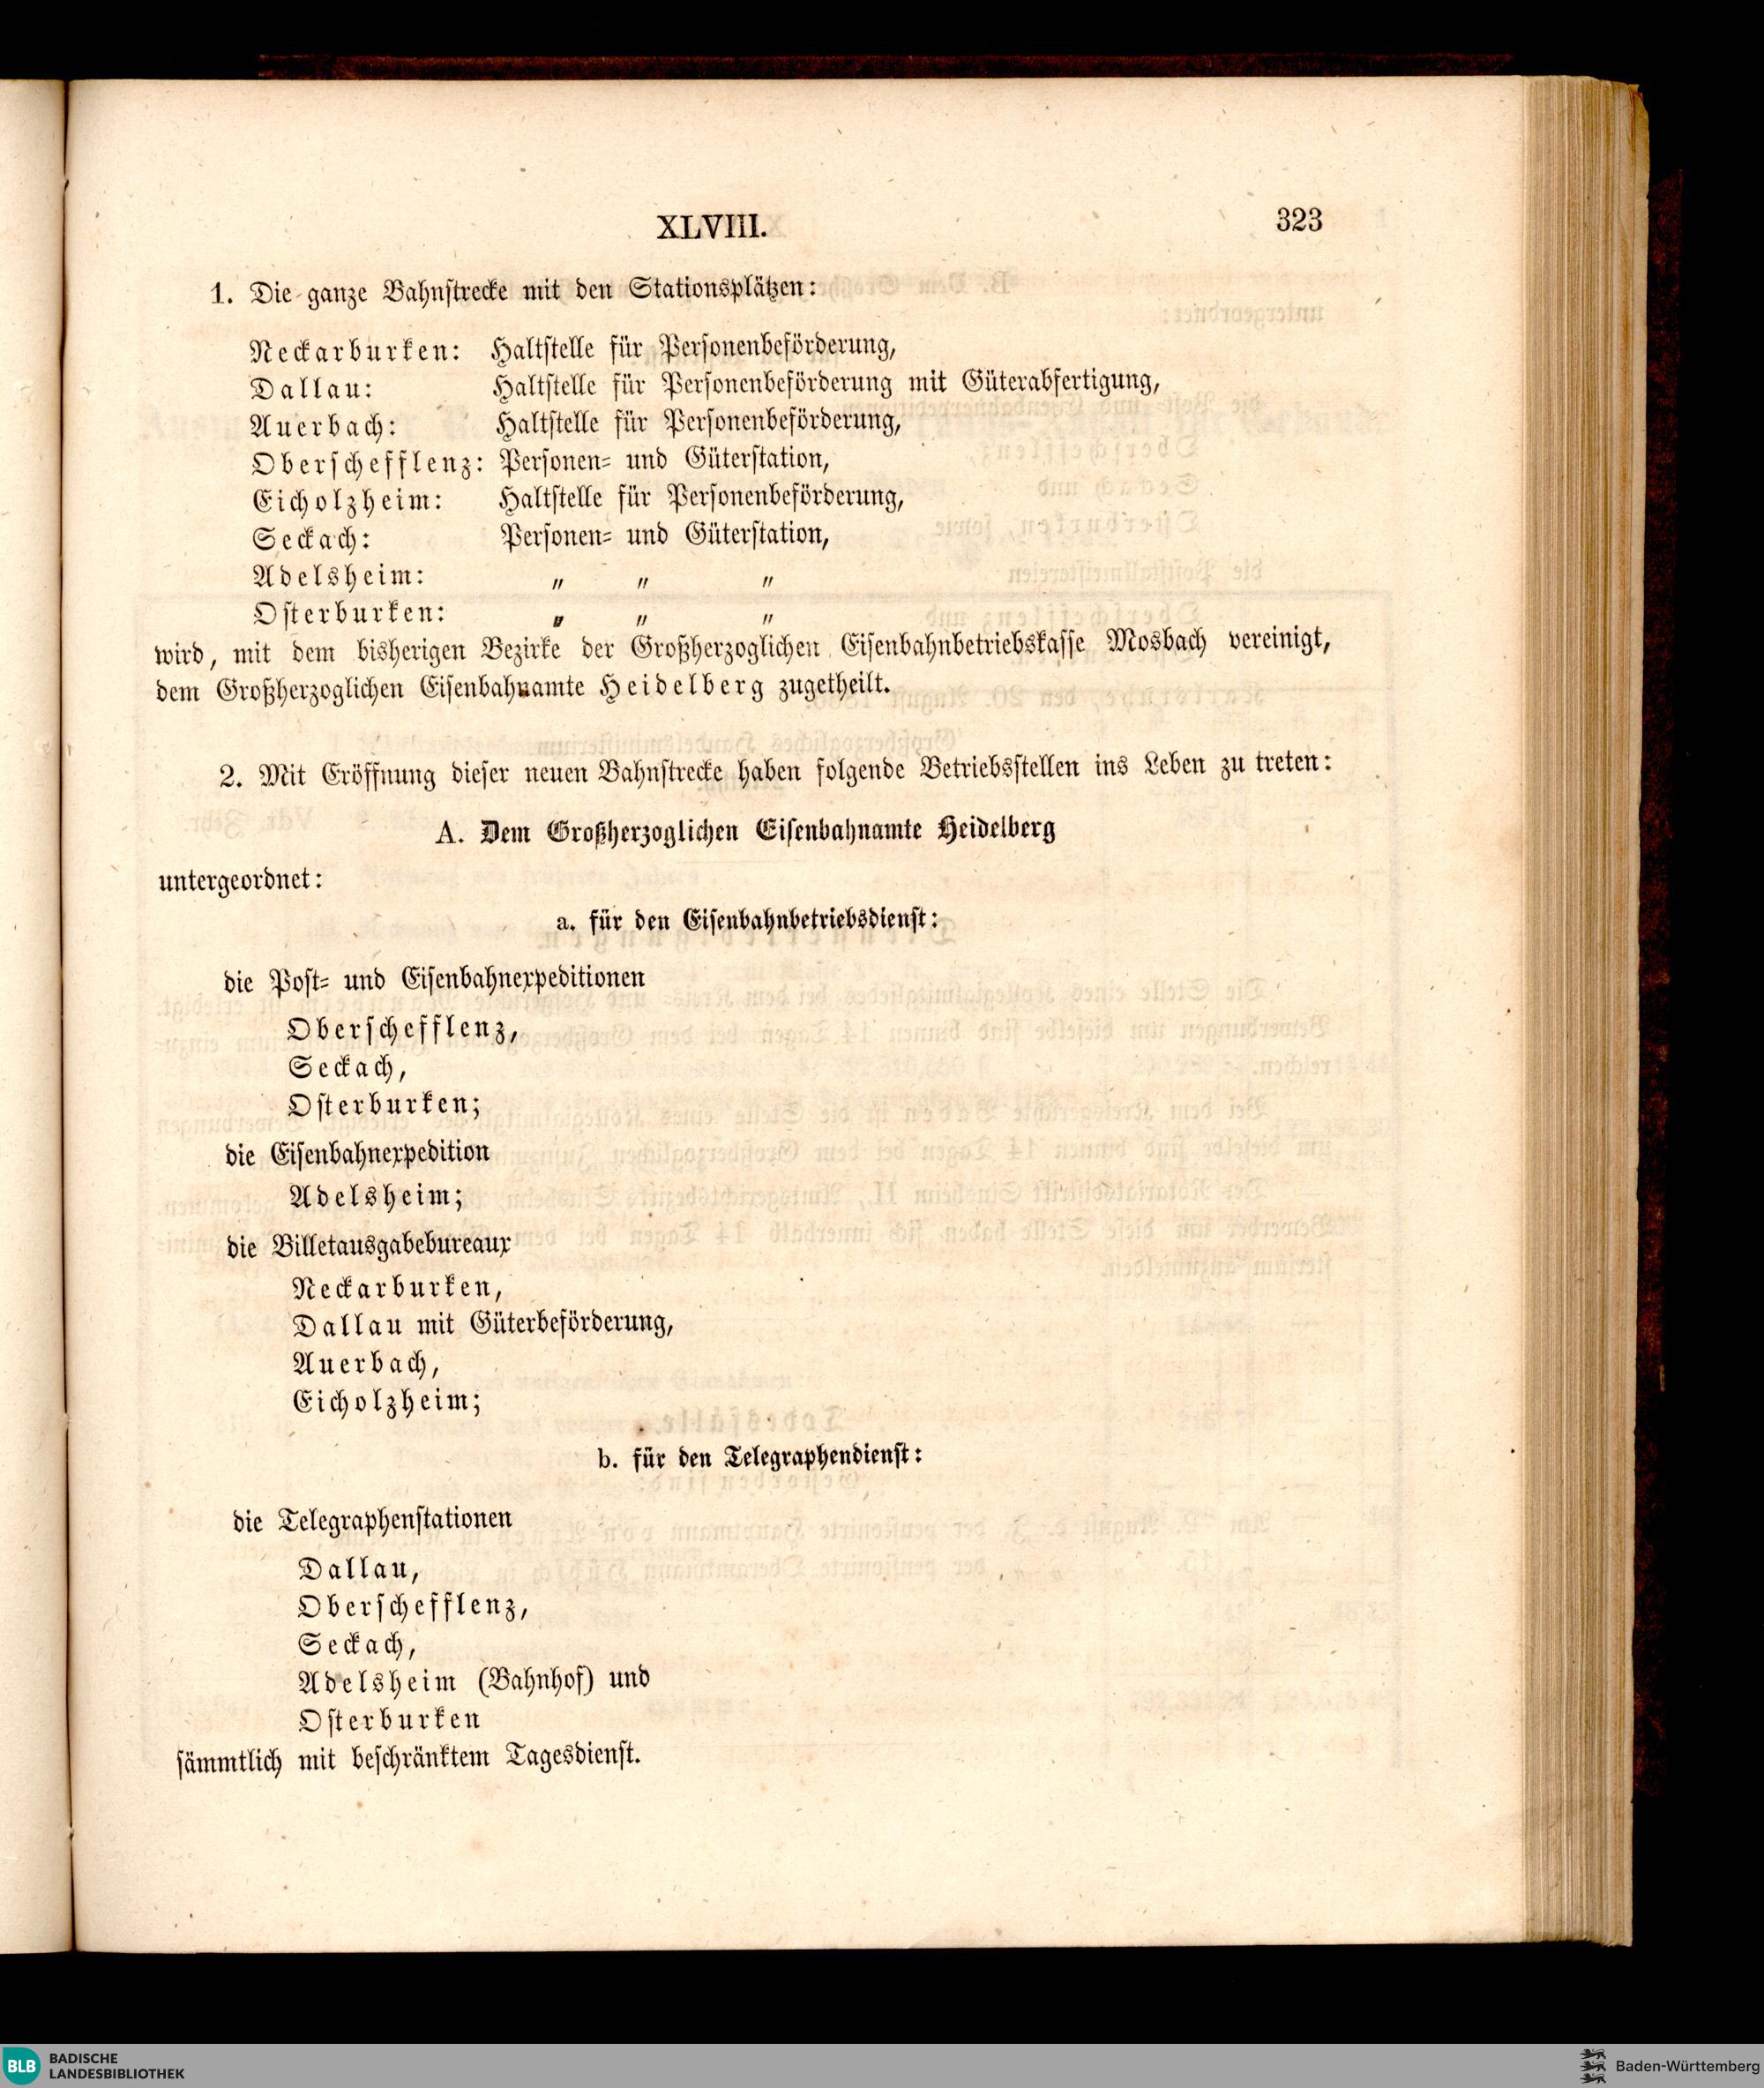 XLVIII. 323
1. Die ganze Bahnstrecke mit den Stationsplätzen:
Neckarburken: Haltstelle für Personenbeförderung,
Dallau: Haltstelle für Personenbeförderung mit Güterabfertigung,
Auerbach: Haltstelle für Personenbeförderung,
Oberschefflenz: Personen= und Güterstation,
Eicholzheim: Haltstelle für Personenbeförderung,
Seckach: Personen= und Güterstation,
Adelsheim: " " "
Osterburken: " " "
wird, mit dem bisherigen Bezirke der Großherzoglichen Eisenbahnbetriebskasse Mosbach vereinigt,
dem Großherzoglichen Eisenbahnamte Heidelberg zugetheilt.
2. Mit Eröffnung dieser neuen Bahnstrecke haben folgende Betriebsstellen ins Leben zu treten:
A. Dem Großherzoglichen Eisenbahnamte Heidelberg
untergeordnet:
a. für den Eisenbahnbetriebsdienst:
die Post= und Eisenbahnexpeditionen
Oberschefflenz,
Seckach,
Osterburken;
die Eisenbahnexpedition
Adelsheim;
die Billetausgabebureaux
Neckarburken,
Dallau mit Güterbeförderung,
Auerbach,
Eicholzheim;
b. für den Telegraphendienst:
die Telegraphenstationen
Dallau,
Oberschefflenz,
Seckach,
Adelsheim (Bahnhof) und
Osterburken
sämmtlich mit beschränktem Tagesdienst.
BLB BADISCHE
LANDESBIBLIOTHEK
Baden-Württemberg